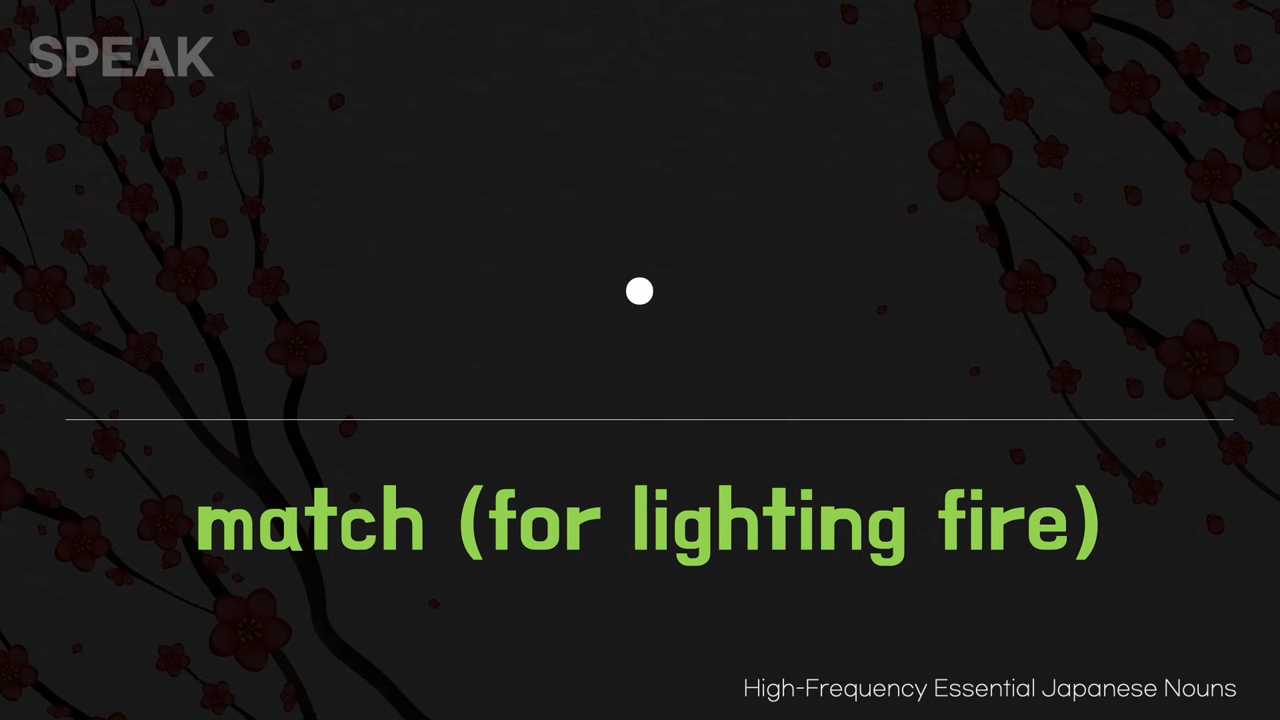 SPEAK
match (for lighting fire)
High-Frequency Essential Japanese Nouns